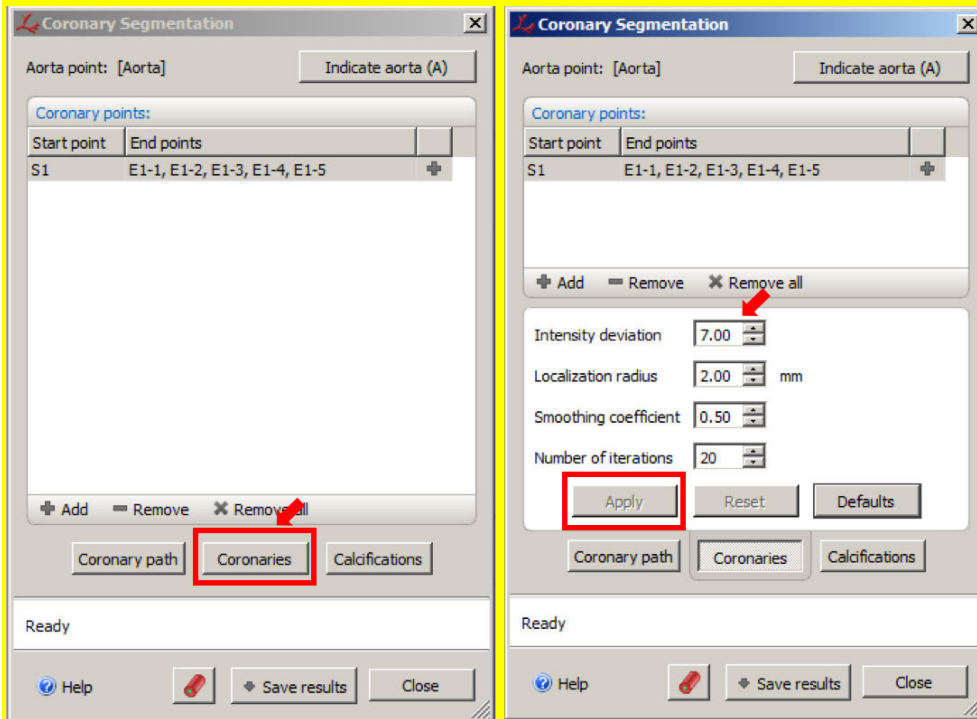 Coronary Segmentation
Aorta point: [Aorta] Indicate aorta (A)
Coronary points:
Start point End points
S1 E1-1, E1-2, E1-3, E1-4, E1-5
Add Remove Remove all
Coronary path Coronaries Calcifications
Ready
Help Save results Close
Coronary Segmentation
Aorta point: [Aorta] Indicate aorta (A)
Coronary points:
Start point End points
S1 E1-1, E1-2, E1-3, E1-4, E1-5
Add Remove Remove all
Intensity deviation 7.00
Localization radius 2.00 mm
Smoothing coefficient 0.50
Number of iterations 20
Apply Reset Defaults
Coronary path Coronaries Calcifications
Ready
Help Save results Close